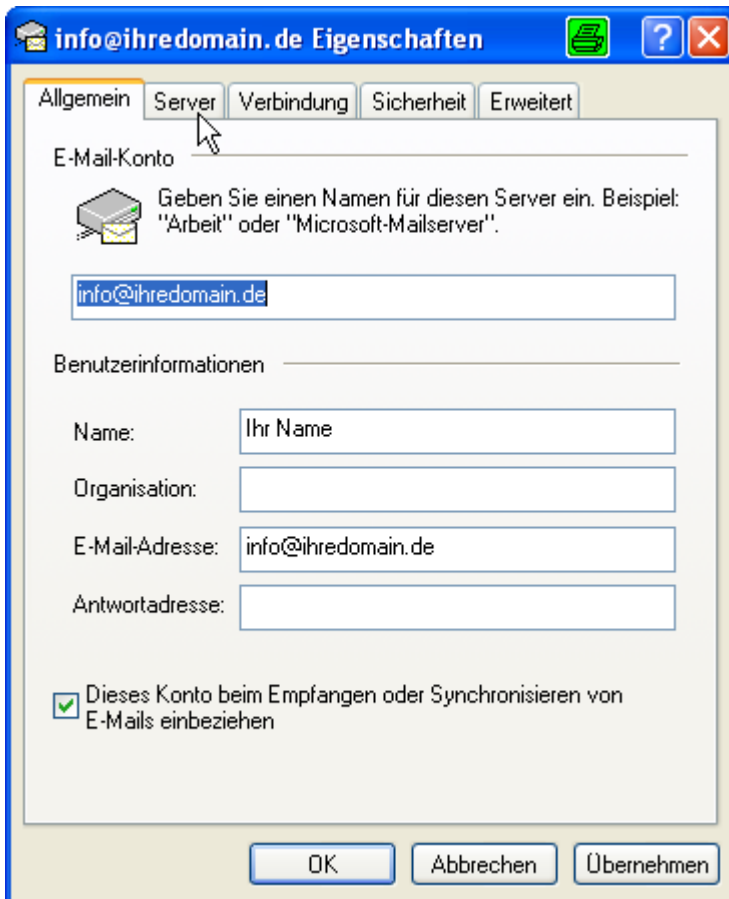 info@ihredomain.de Eigenschaften
Allgemein Server Verbindung Sicherheit Erweitert
E-Mail-Konto
Geben Sie einen Namen für diesen Server ein. Beispiel:
"Arbeit" oder "Microsoft-Mailserver".
info@ihredomain.de
Benutzerinformationen
Name: Ihr Name
Organisation:
E-Mail-Adresse: info@ihredomain.de
Antwortadresse:
Dieses Konto beim Empfangen oder Synchronisieren von
E-Mails einbeziehen
OK Abbrechen Übernehmen